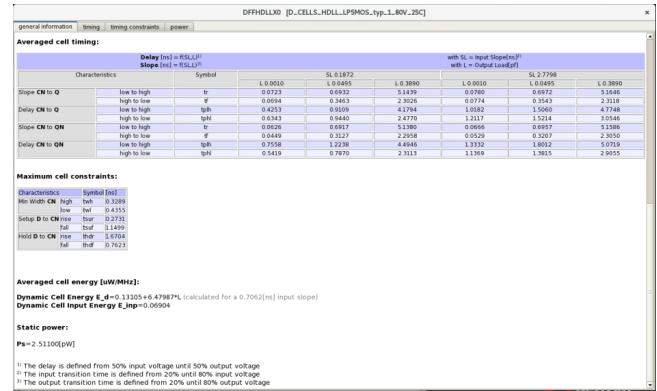 DFFHDLLX0 [D_CELLS_HDLL_LP5MOS_typ_1_80V_25C] ×
general information timing timing constraints power
Averaged cell timing:
Delay [ns] = f(SL,L)1) with SL = Input Slope[ns]2)
Slope [ns] = f(SL,L)3) with L = Output Load[pf]
Characteristics Symbol SL 0.1872 SL 2.7798
L 0.0010 L 0.0495 L 0.3890 L 0.0010 L 0.0495 L 0.3890
Slope CN to Q low to high tr 0.0723 0.6932 5.1439 0.0780 0.6972 5.1646
high to low tf 0.0694 0.3463 2.3026 0.0774 0.3543 2.3118
Delay CN to Q low to high tplh 0.4253 0.9109 4.1794 1.0182 1.5060 4.7748
high to low tphl 0.6343 0.9440 2.4770 1.2117 1.5214 3.0546
Slope CN to QN low to high tr 0.0626 0.6917 5.1380 0.0666 0.6957 5.1586
high to low tf 0.0449 0.3127 2.2958 0.0529 0.3207 2.3050
Delay CN to QN low to high tplh 0.7558 1.2238 4.4946 1.3332 1.8012 5.0719
high to low tphl 0.5419 0.7870 2.3113 1.1369 1.3815 2.9055
Maximum cell constraints:
Characteristics Symbol [ns]
Min Width CN high twh 0.3289
low twl 0.4355
Setup D to CN rise tsur 0.2731
fall tsuf 1.1499
Hold D to CN rise thdr 1.6704
fall thdf 0.7623
Averaged cell energy [uW/MHz]:
Dynamic Cell Energy E_d=0.13105+6.47987*L (calculated for a 0.7062[ns] input slope)
Dynamic Cell Input Energy E_inp=0.06904
Static power:
Ps=2.51100[pW]
1) The delay is defined from 50% input voltage until 50% output voltage
2) The input transition time is defined from 20% until 80% input voltage
3) The output transition time is defined from 20% until 80% output voltage